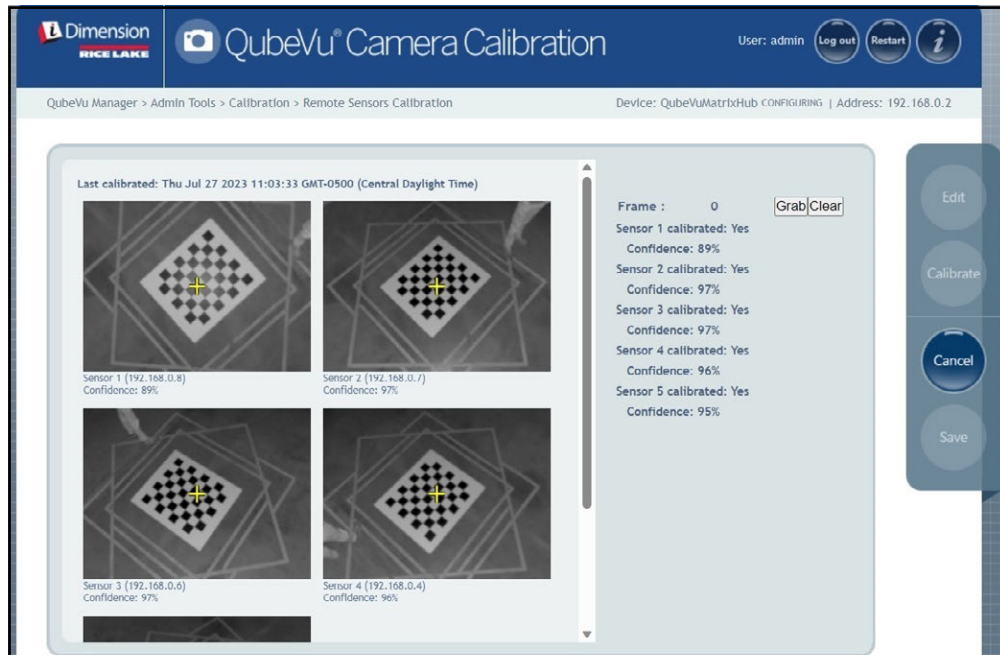 iDimension
RICE LAKE
QubeVu® Camera Calibration
User: admin
Log out
Restart
i
QubeVu Manager > Admin Tools > Calibration > Remote Sensors Calibration
Device: QubeVuMatrixHub CONFIGURING | Address: 192.168.0.2
Last calibrated: Thu Jul 27 2023 11:03:33 GMT-0500 (Central Daylight Time)
Sensor 1 (192.168.0.8)
Confidence: 89%
Sensor 2 (192.168.0.7)
Confidence: 97%
Sensor 3 (192.168.0.6)
Confidence: 97%
Sensor 4 (192.168.0.4)
Confidence: 96%
Frame : 0 Grab Clear
Sensor 1 calibrated: Yes
Confidence: 89%
Sensor 2 calibrated: Yes
Confidence: 97%
Sensor 3 calibrated: Yes
Confidence: 97%
Sensor 4 calibrated: Yes
Confidence: 96%
Sensor 5 calibrated: Yes
Confidence: 95%
Edit
Calibrate
Cancel
Save